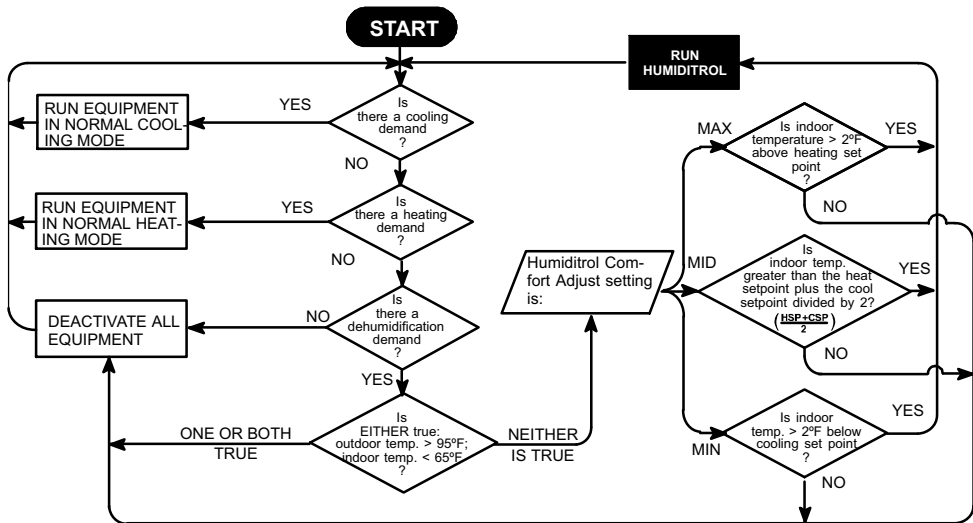 START
RUN
HUMIDITROL
Is
there a cooling
demand
?
YES
NO
RUN EQUIPMENT
IN NORMAL COOL-
ING MODE
Is
there a heating
demand
?
YES
NO
RUN EQUIPMENT
IN NORMAL HEAT-
ING MODE
Is
there a
dehumidification
demand
?
NO
YES
DEACTIVATE ALL
EQUIPMENT
Is
EITHER true:
outdoor temp. > 95ºF;
indoor temp. < 65ºF
?
ONE OR BOTH
TRUE
NEITHER
IS TRUE
Humiditrol Com-
fort Adjust setting
is:
MAX
Is indoor
temperature > 2ºF
above heating set
point
?
YES
NO
MID
Is
indoor temp.
greater than the heat
setpoint plus the cool
setpoint divided by 2?
(HSP+CSP
2)
YES
NO
MIN
Is indoor
temp. > 2ºF below
cooling set point
?
YES
NO